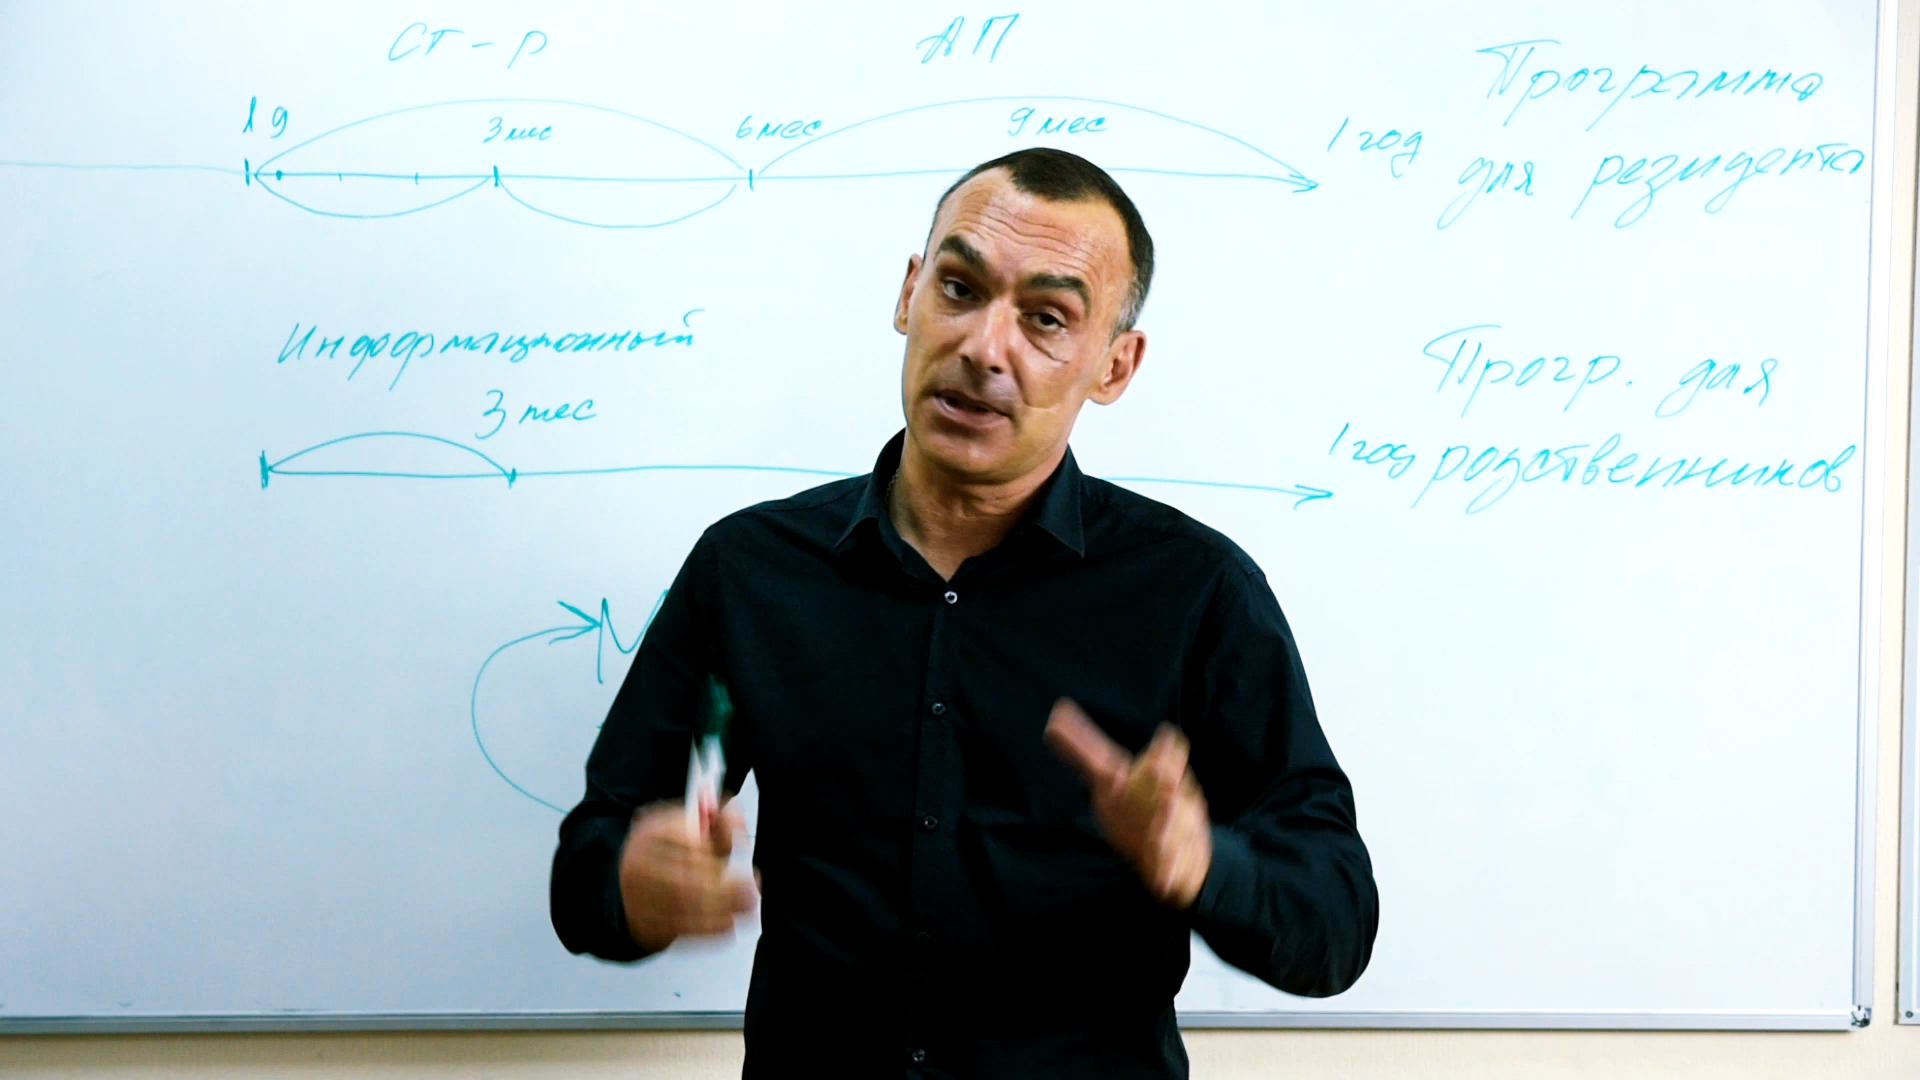 Ст-р
АП
1 д
3 мес
6 мес
9 мес
1 год
Программа
для резидента
Информационный
3 мес
Прогр. для
1 год родственников